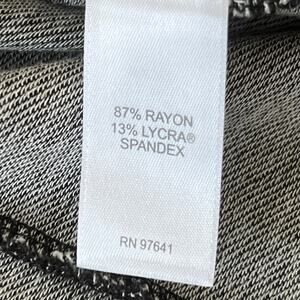 87% RAYON
13% LYCRA®
SPANDEX
RN 97641